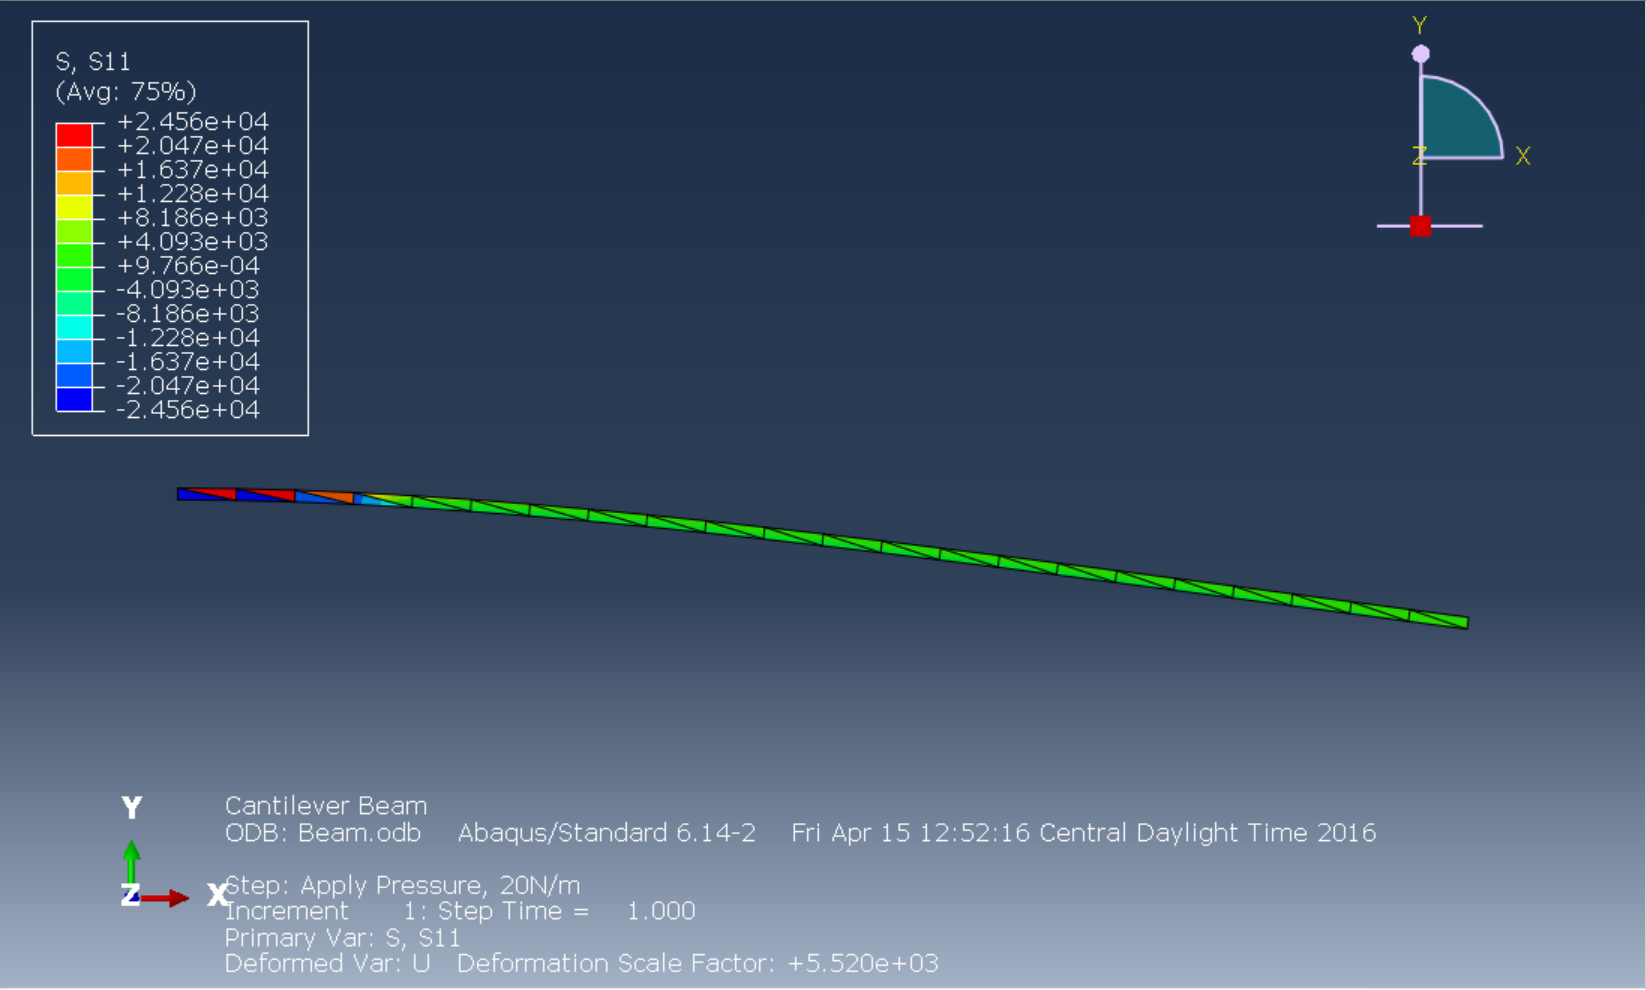 S, S11
(Avg: 75%)
+2.456e+04
+2.047e+04
+1.637e+04
+1.228e+04
+8.186e+03
+4.093e+03
+9.766e-04
-4.093e+03
-8.186e+03
-1.228e+04
-1.637e+04
-2.047e+04
-2.456e+04
Y
Z X
Y
Z X
Cantilever Beam
ODB: Beam.odb Abaqus/Standard 6.14-2 Fri Apr 15 12:52:16 Central Daylight Time 2016
Step: Apply Pressure, 20N/m
Increment 1: Step Time = 1.000
Primary Var: S, S11
Deformed Var: U Deformation Scale Factor: +5.520e+03